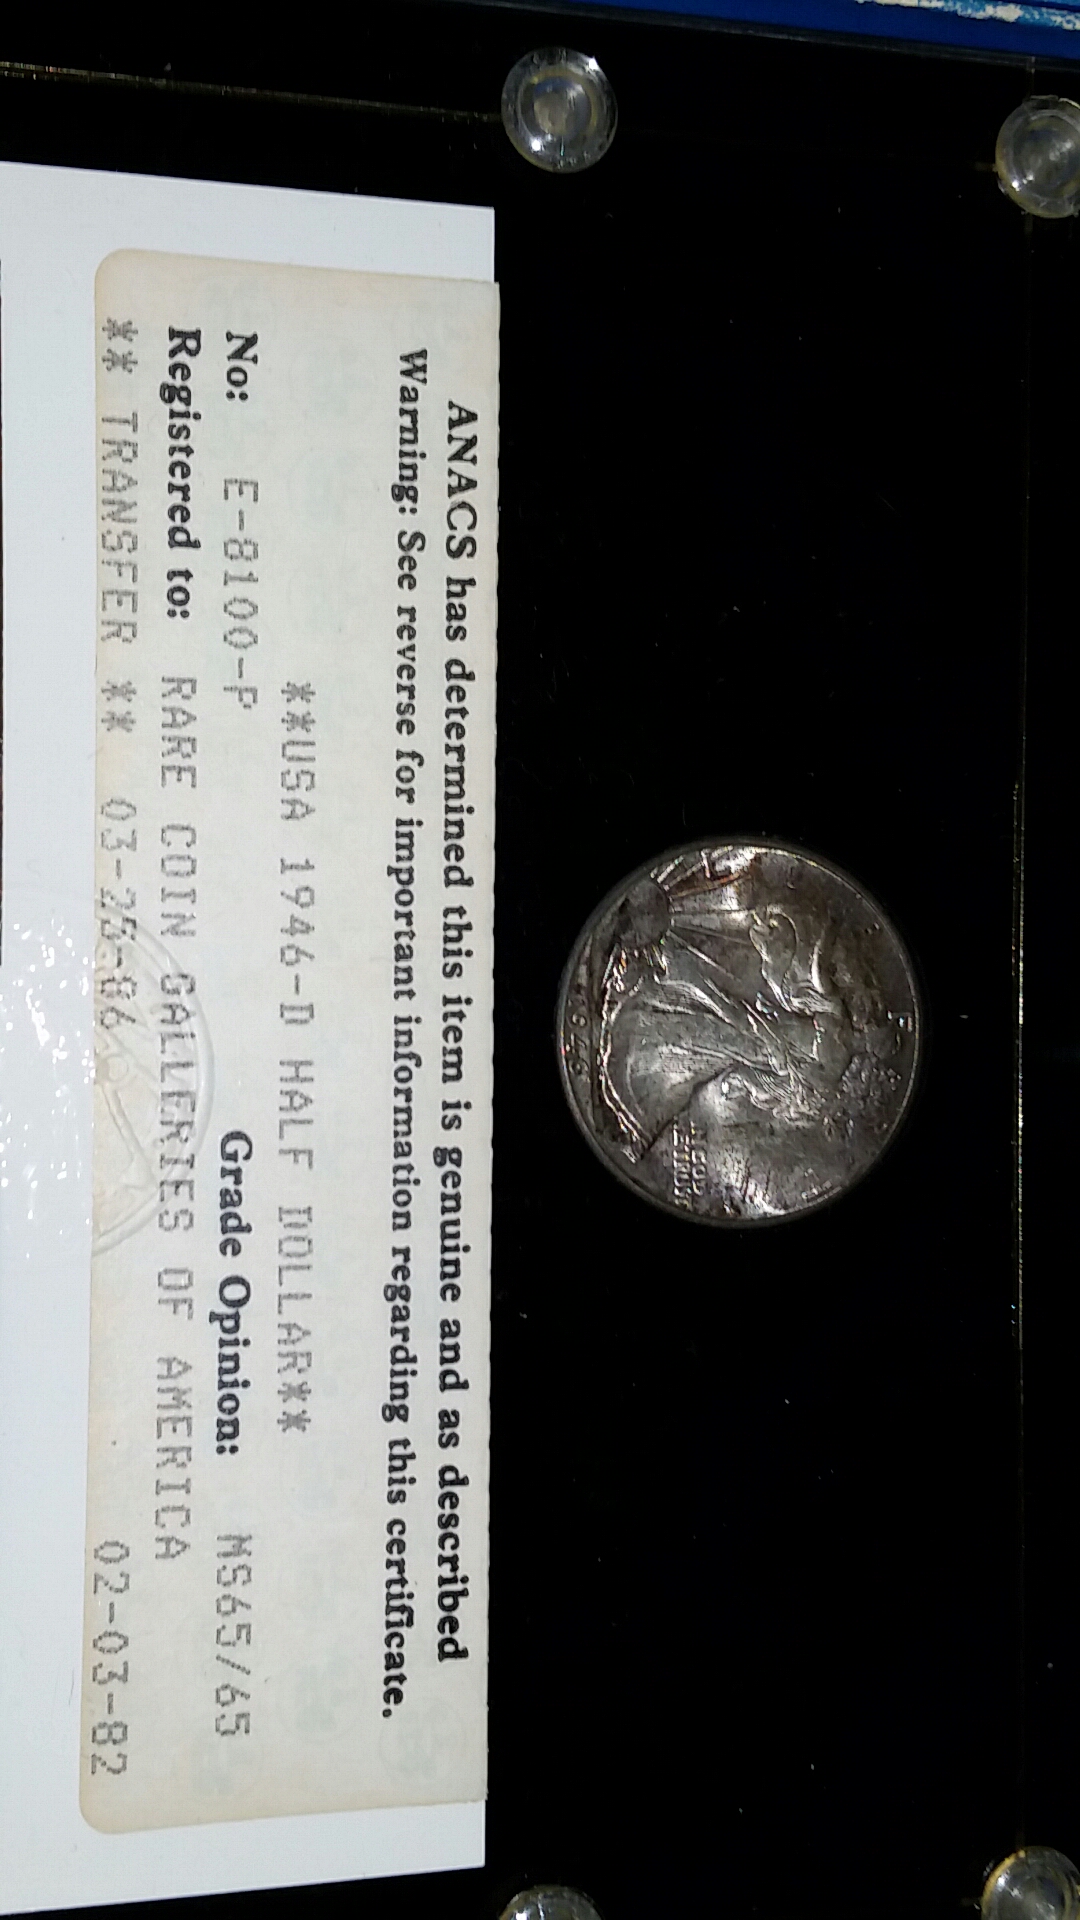 ANACS has determined this item is genuine and as described
Warning: See reverse for important information regarding this certificate.
**USA 1946-D HALF DOLLAR**
No: E-8100-P Grade Opinion: MS65/65
Registered to: RARE COIN GALLERIES OF AMERICA
** TRANSFER ** 03-25-86 02-03-82
1946